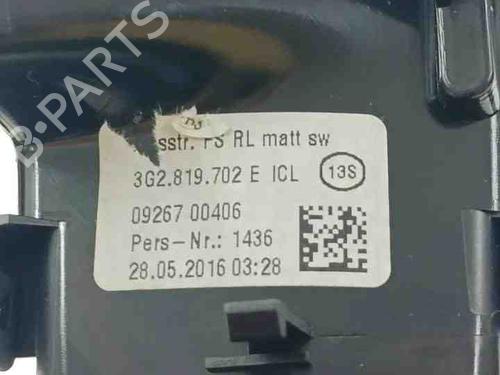 B-PARTS
sstr. FS RL matt sw
3G2.819.702 E ICL 13S
09267 00406
Pers-Nr.: 1436
28.05.2016 03:28